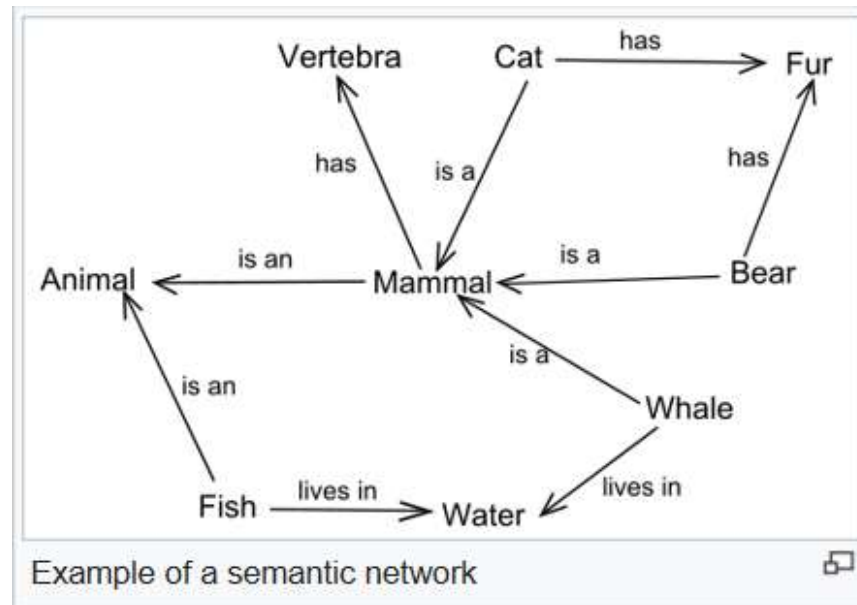 Vertebra
Cat
has
Fur
has
is a
has
Animal
is an
Mammal
is a
Bear
is a
is an
Whale
Fish
lives in
Water
lives in
Example of a semantic network